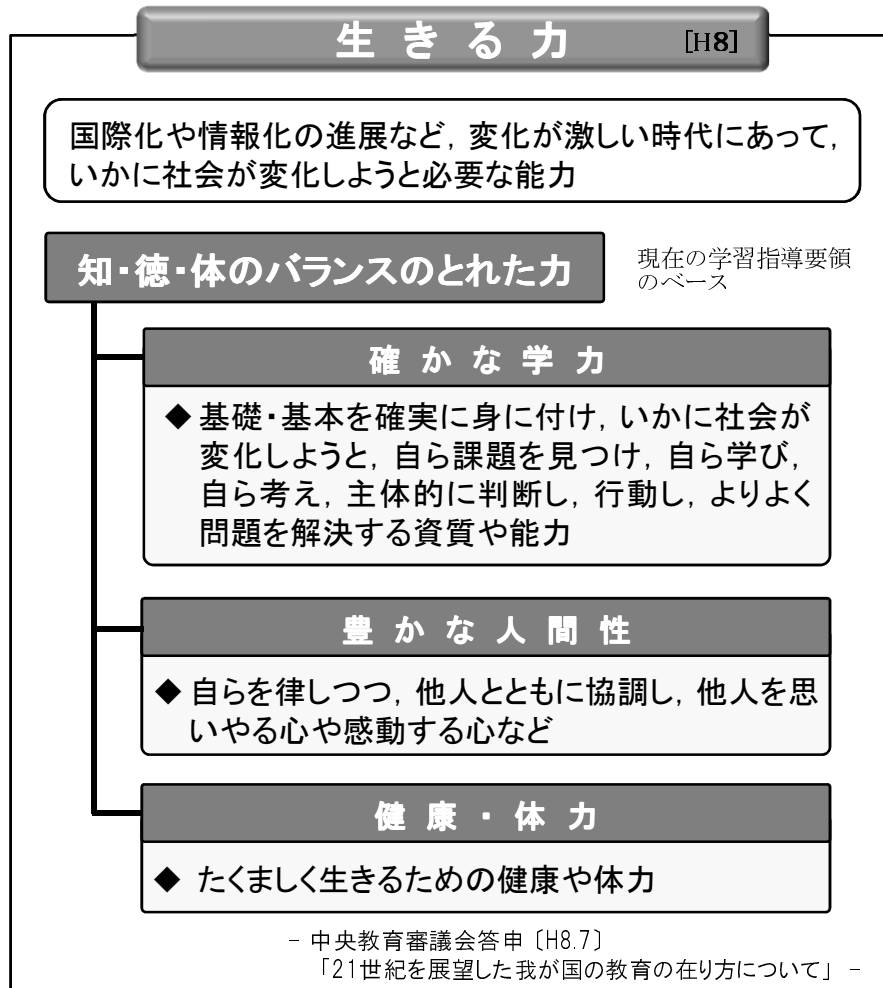 生きる力 [H8]
国際化や情報化の進展など，変化が激しい時代にあって，
いかに社会が変化しようと必要な能力
知・徳・体のバランスのとれた力
現在の学習指導要領
のベース
確かな学力
◆ 基礎・基本を確実に身に付け，いかに社会が
変化しようと，自ら課題を見つけ，自ら学び，
自ら考え，主体的に判断し，行動し，よりよく
問題を解決する資質や能力
豊かな人間性
◆ 自らを律しつつ，他人とともに協調し，他人を思
いやる心や感動する心など
健康・体力
◆ たくましく生きるための健康や体力
− 中央教育審議会答申〔H8.7〕
「21世紀を展望した我が国の教育の在り方について」 −